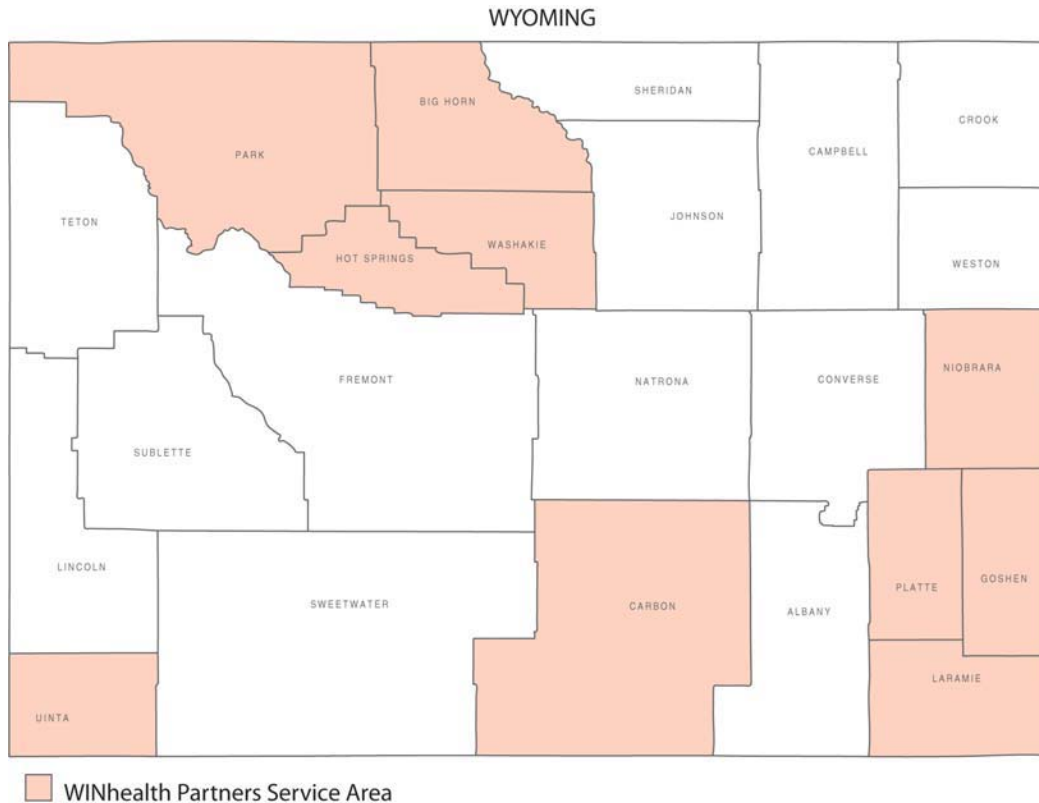 WYOMING
SHERIDAN
BIG HORN
CROOK
PARK
CAMPBELL
TETON
JOHNSON
WASHAKIE
HOT SPRINGS
WESTON
NIOBRARA
FREMONT
NATRONA
CONVERSE
SUBLETTE
LINCOLN
GOSHEN
PLATTE
SWEETWATER
CARBON
ALBANY
LARAMIE
UINTA
WINhealth Partners Service Area